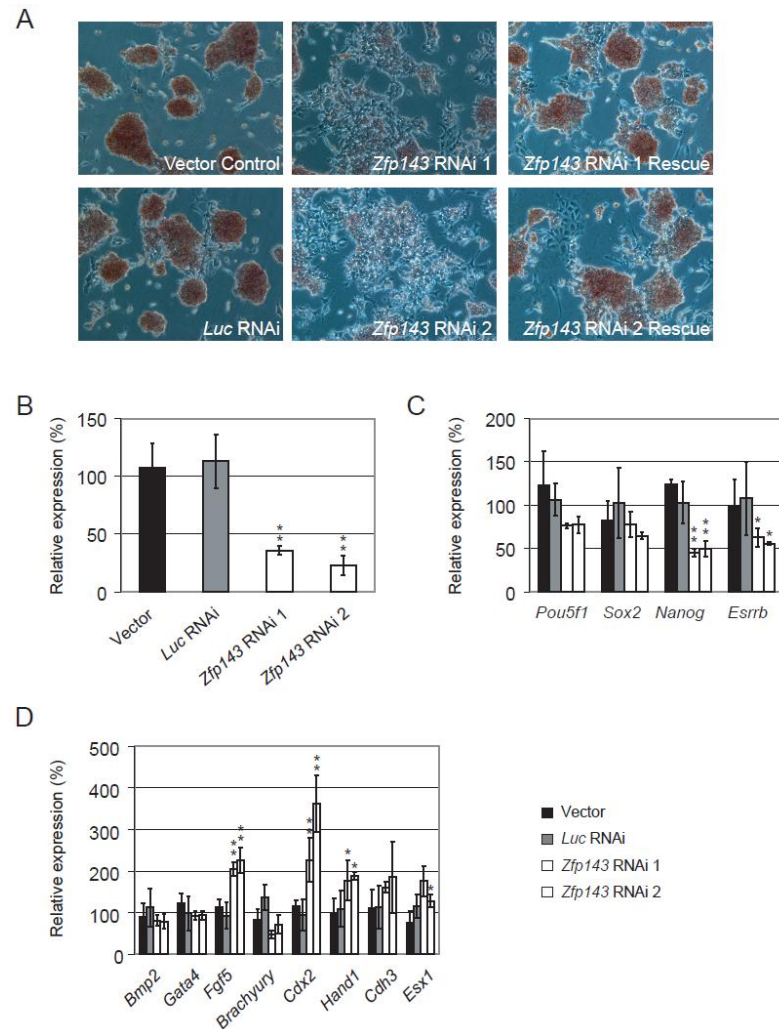 A
Vector Control
Zfp143 RNAi 1
Zfp143 RNAi 1 Rescue
Luc RNAi
Zfp143 RNAi 2
Zfp143 RNAi 2 Rescue
B
Relative expression (%)
150
100
50
0
**
**
Vector
Luc RNAi
Zfp143 RNAi 1
Zfp143 RNAi 2
C
Relative expression (%)
200
150
100
50
0
**
**
*
*
Pou5f1
Sox2
Nanog
Esrrb
D
Relative expression (%)
500
400
300
200
100
0
**
**
**
**
*
*
*
Bmp2
Gata4
Fgf5
Brachyury
Cdx2
Hand1
Cdh3
Esx1
Vector
Luc RNAi
Zfp143 RNAi 1
Zfp143 RNAi 2